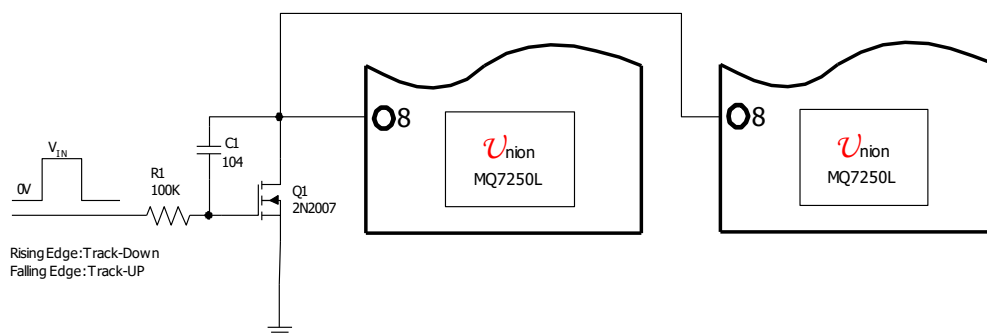 8
8
Union
MQ7250L
Union
MQ7250L
C1
104
VIN
0V
R1
100K
Q1
2N2007
Rising Edge:Track-Down
Falling Edge:Track-UP